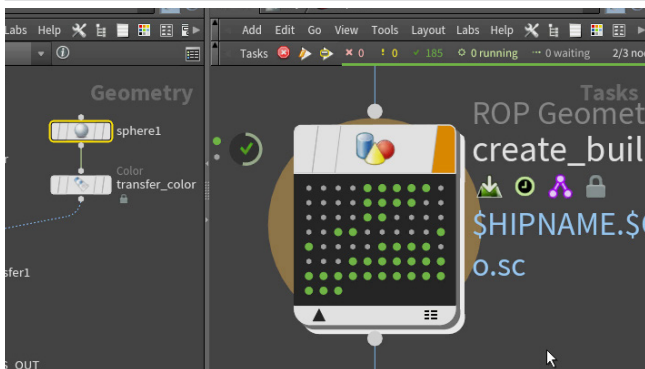 Labs Help
Add Edit Go View Tools Layout Labs Help
Tasks 0 0 185 0 running 0 waiting 2/3 no
Geometry
Tasks
sphere1
ROP Geomet
create_buil
Color
transfer_color
$HIPNAME.$
o.sc
sfer1
S_OUT